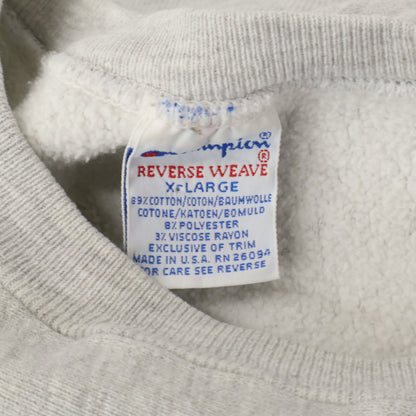 Champion®
REVERSE WEAVE®
X-LARGE
89%COTTON/COTON/BAUMWOLLE
COTONE/KATOEN/BOMULD
8% POLYESTER
3% VISCOSE RAYON
EXCLUSIVE OF TRIM
MADE IN U.S.A. RN 26094
FOR CARE SEE REVERSE